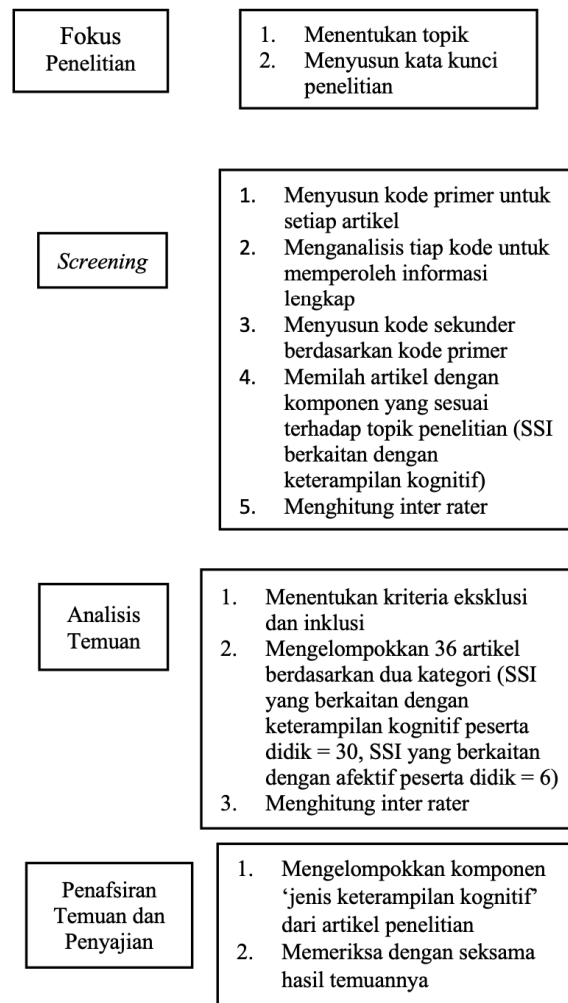 Fokus
Penelitian
1. Menentukan topik
2. Menyusun kata kunci
penelitian
Screening
1. Menyusun kode primer untuk
setiap artikel
2. Menganalisis tiap kode untuk
memperoleh informasi
lengkap
3. Menyusun kode sekunder
berdasarkan kode primer
4. Memilah artikel dengan
komponen yang sesuai
terhadap topik penelitian (SSI
berkaitan dengan
keterampilan kognitif)
5. Menghitung inter rater
Analisis
Temuan
1. Menentukan kriteria eksklusi
dan inklusi
2. Mengelompokkan 36 artikel
berdasarkan dua kategori (SSI
yang berkaitan dengan
keterampilan kognitif peserta
didik = 30, SSI yang berkaitan
dengan afektif peserta didik = 6)
3. Menghitung inter rater
Penafsiran
Temuan dan
Penyajian
1. Mengelompokkan komponen
‘jenis keterampilan kognitif’
dari artikel penelitian
2. Memeriksa dengan seksama
hasil temuannya